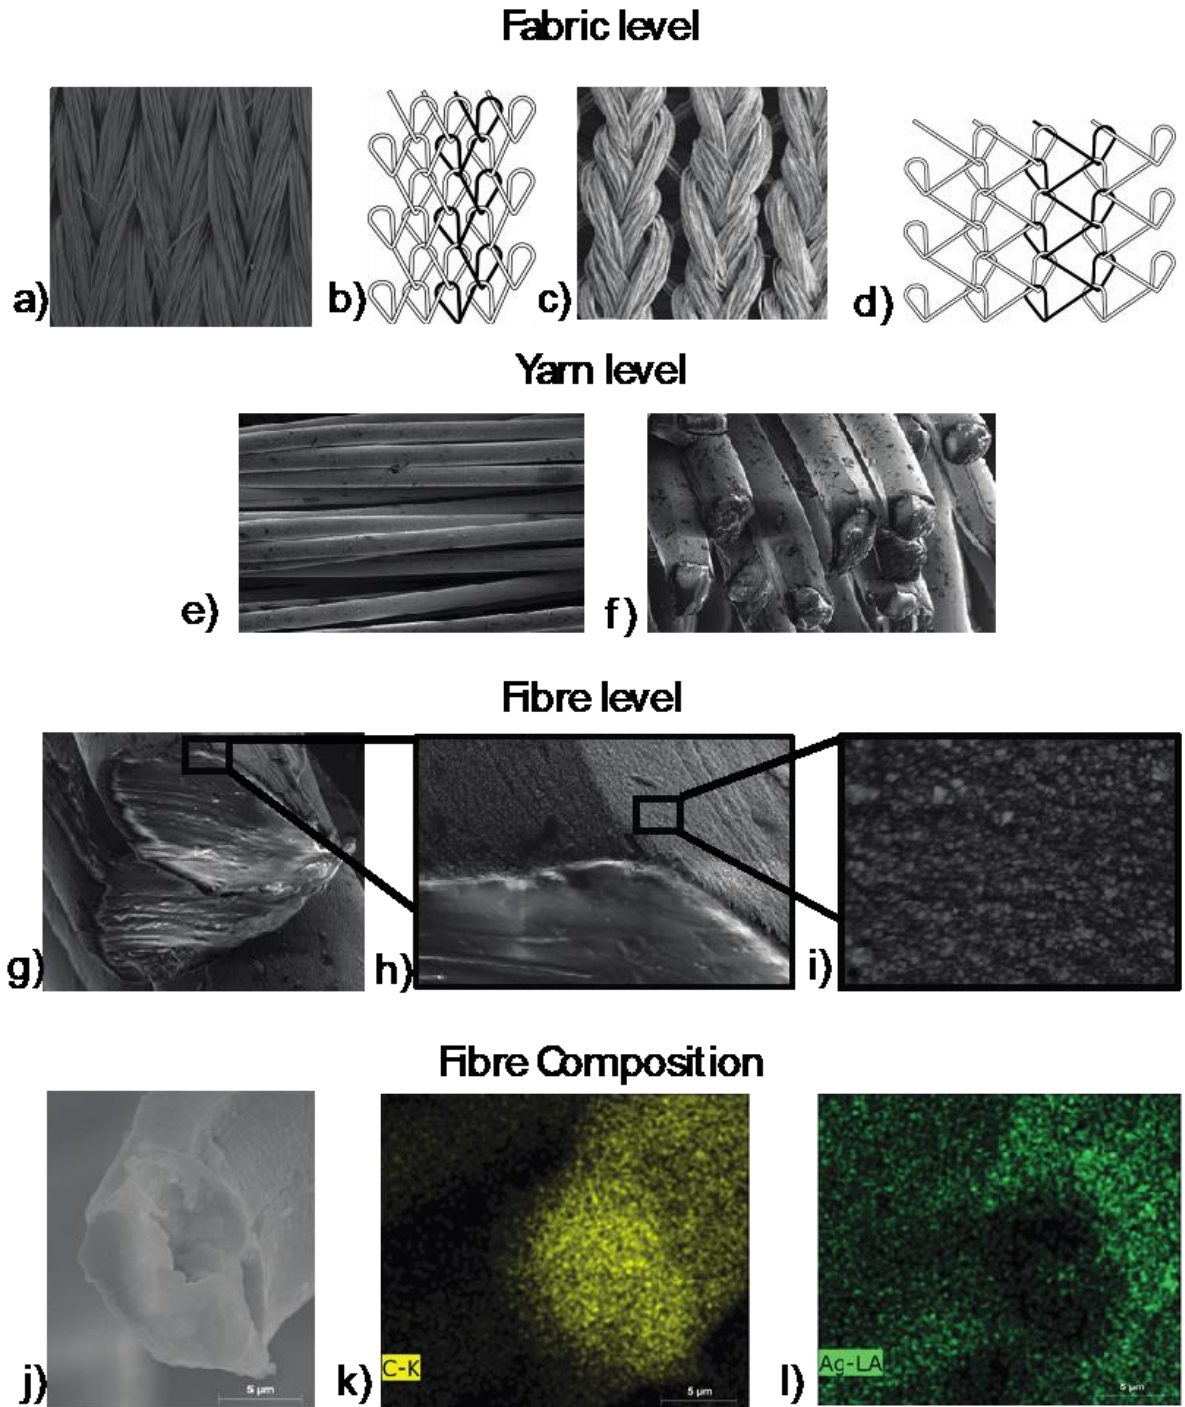 Fabric level
a)
b)
c)
d)
Yarn level
e)
f)
Fibre level
g)
h)
i)
Fibre Composition
j)
5 µm
k)
C-K
5 µm
l)
Ag-LA
5 µm